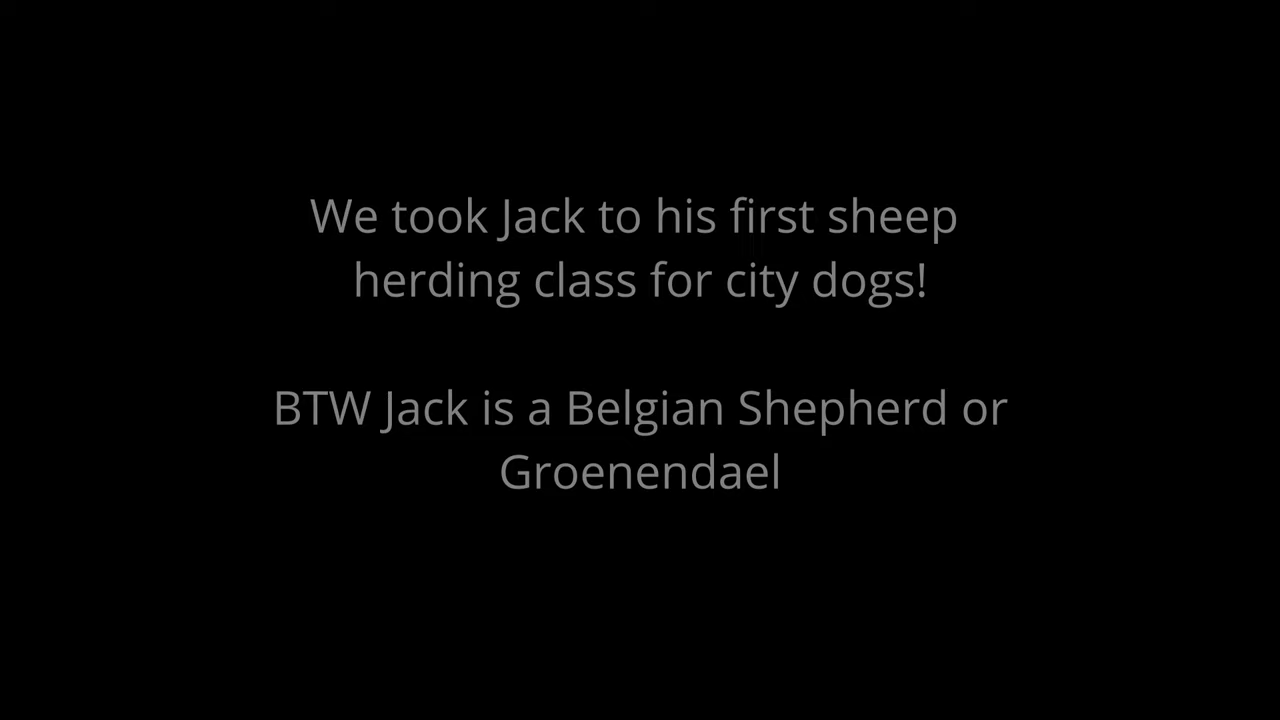 We took Jack to his first sheep
herding class for city dogs!
BTW Jack is a Belgian Shepherd or
Groenendael